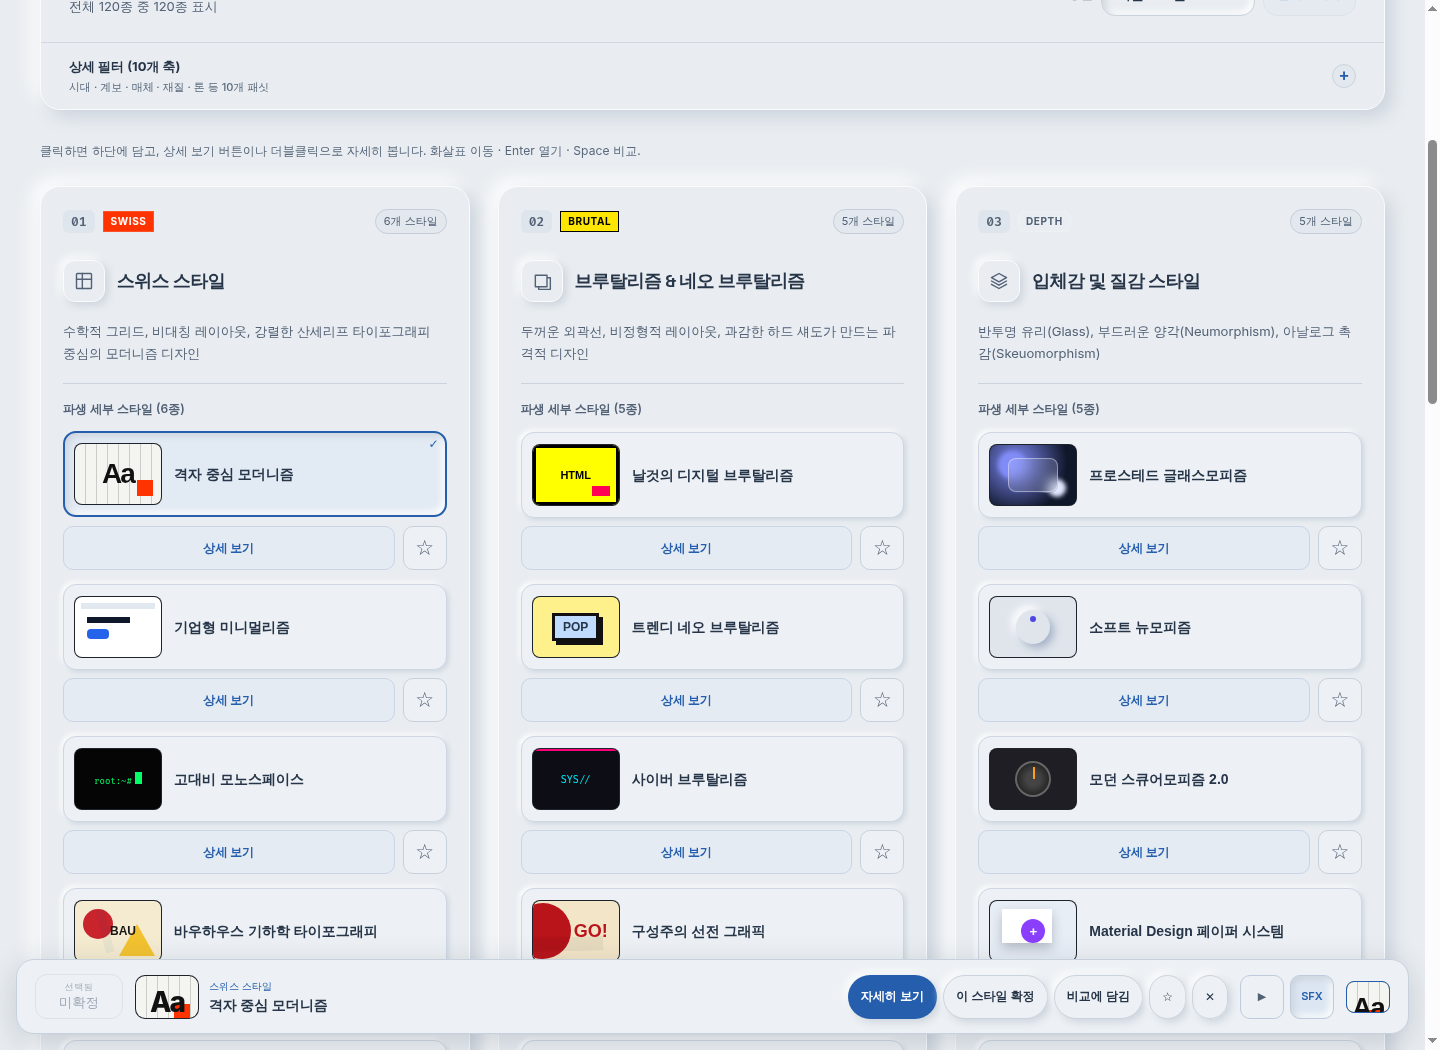 전체 120종 중 120종 표시
상세 필터 (10개 축)
시대 · 계보 · 매체 · 재질 · 톤 등 10개 패싯
+
클릭하면 하단에 담고, 상세 보기 버튼이나 더블클릭으로 자세히 봅니다. 화살표 이동 · Enter 열기 · Space 비교.
01 SWISS 6개 스타일
스위스 스타일
수학적 그리드, 비대칭 레이아웃, 강렬한 산세리프 타이포그래피
중심의 모더니즘 디자인
파생 세부 스타일 (6종)
✓
Aa 격자 중심 모더니즘
상세 보기 ☆
기업형 미니멀리즘
상세 보기 ☆
root:~# 고대비 모노스페이스
상세 보기 ☆
BAU 바우하우스 기하학 타이포그래피
02 BRUTAL 5개 스타일
브루탈리즘 & 네오 브루탈리즘
두꺼운 외곽선, 비정형적 레이아웃, 과감한 하드 섀도가 만드는 파
격적 디자인
파생 세부 스타일 (5종)
HTML 날것의 디지털 브루탈리즘
상세 보기 ☆
POP 트렌디 네오 브루탈리즘
상세 보기 ☆
SYS// 사이버 브루탈리즘
상세 보기 ☆
GO! 구성주의 선전 그래픽
03 DEPTH 5개 스타일
입체감 및 질감 스타일
반투명 유리(Glass), 부드러운 양각(Neumorphism), 아날로그 촉
감(Skeuomorphism)
파생 세부 스타일 (5종)
프로스테드 글래스모피즘
상세 보기 ☆
소프트 뉴모피즘
상세 보기 ☆
모던 스큐어모피즘 2.0
상세 보기 ☆
+ Material Design 페이퍼 시스템
선택됨
미확정
Aa
스위스 스타일
격자 중심 모더니즘
자세히 보기 이 스타일 확정 비교에 담김 ☆ ✕ ▶ SFX Aa